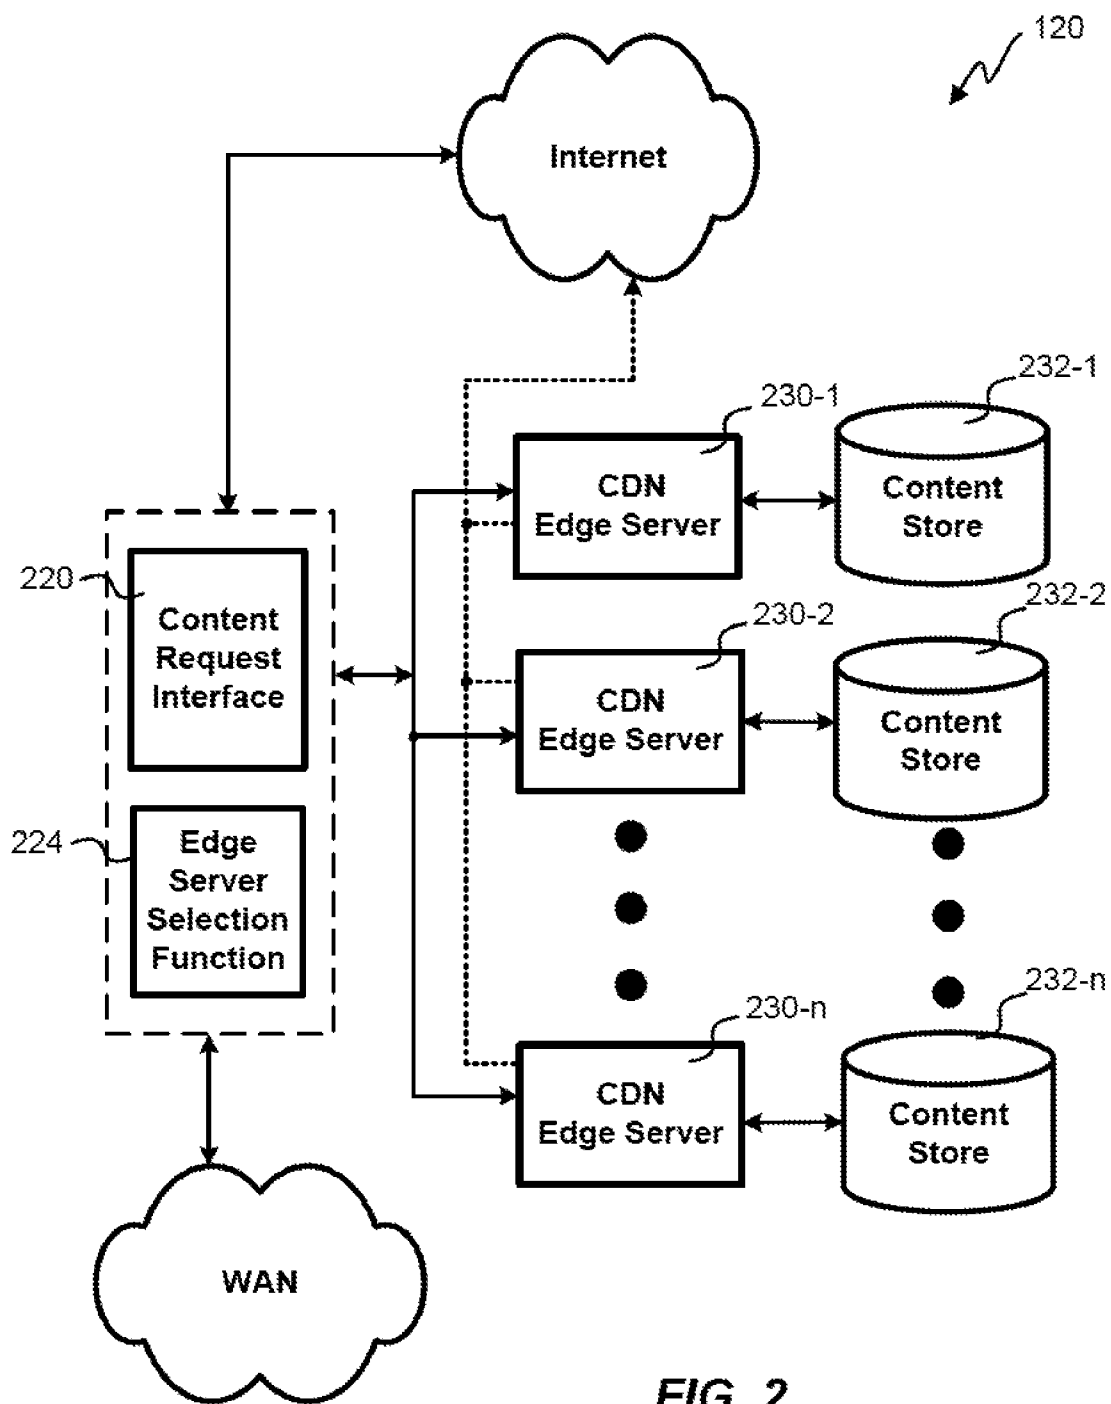 120
Internet
232-1
230-1
CDN
Edge Server
Content
Store
220
Content
Request
Interface
230-2
232-2
CDN
Edge Server
Content
Store
224
Edge
Server
Selection
Function
230-n
232-n
CDN
Edge Server
Content
Store
WAN
FIG. 2